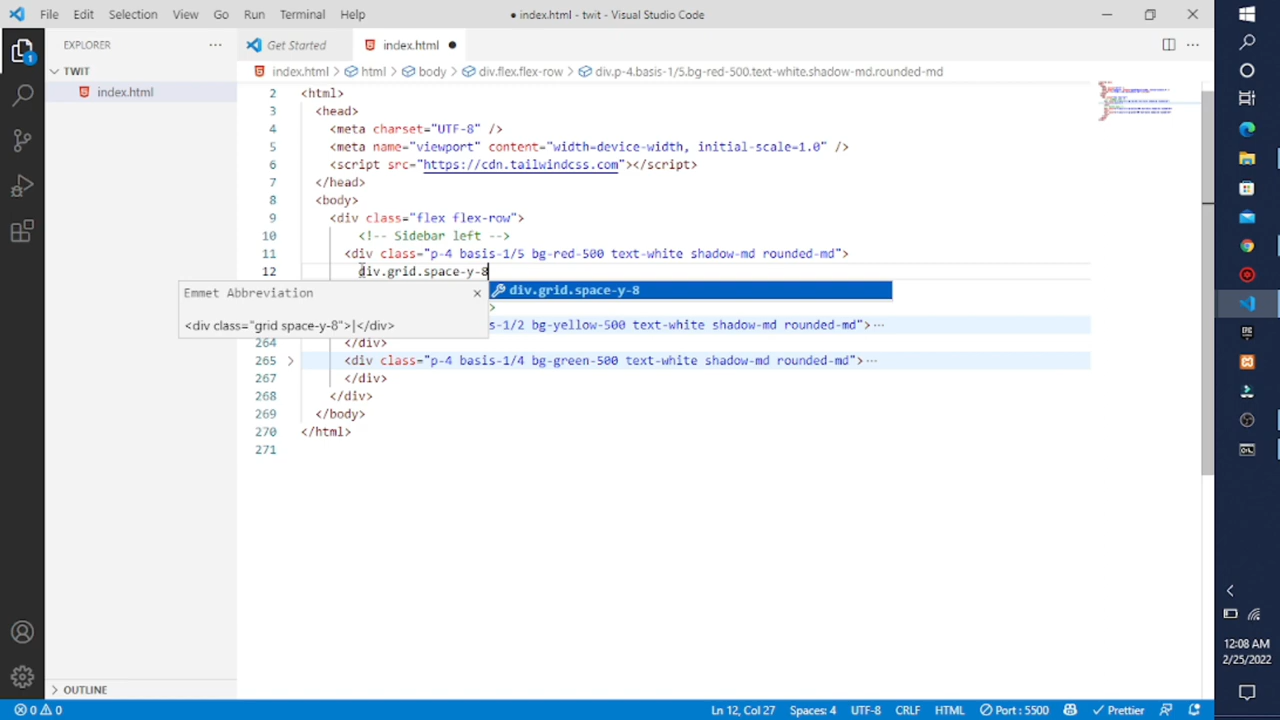 File Edit Selection View Go Run Terminal Help
● index.html - twit - Visual Studio Code
EXPLORER
TWIT
index.html
1
Get Started
index.html
index.html > html > body > div.flex.flex-row > div.p-4.basis-1/5.bg-red-500.text-white.shadow-md.rounded-md
2 <html>
3 <head>
4 <meta charset="UTF-8" />
5 <meta name="viewport" content="width=device-width, initial-scale=1.0" />
6 <script src="https://cdn.tailwindcss.com"></script>
7 </head>
8 <body>
9 <div class="flex flex-row">
10 <!-- Sidebar left -->
11 <div class="p-4 basis-1/5 bg-red-500 text-white shadow-md rounded-md">
12 div.grid.space-y-8
Emmet Abbreviation
<div class="grid space-y-8">|</div>
div.grid.space-y-8
>
s-1/2 bg-yellow-500 text-white shadow-md rounded-md">
264 </div>
265 <div class="p-4 basis-1/4 bg-green-500 text-white shadow-md rounded-md">
267 </div>
268 </div>
269 </body>
270 </html>
271
OUTLINE
0 0
Ln 12, Col 27
Spaces: 4
UTF-8
CRLF
HTML
Port : 5500
Prettier
EPIC
12:08 AM
2/25/2022